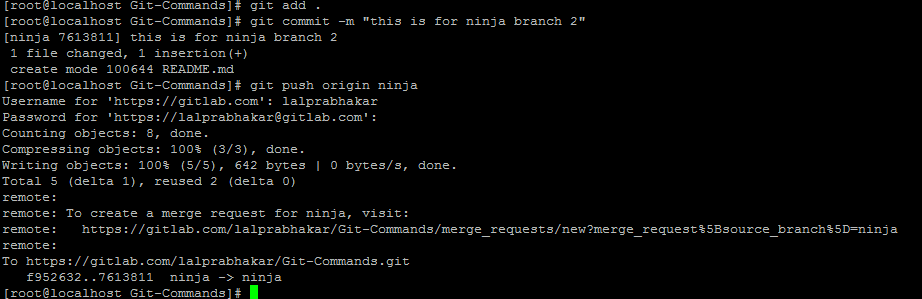 [root@localhost Git-Commands]# git add .
[root@localhost Git-Commands]# git commit -m "this is for ninja branch 2"
[ninja 7613811] this is for ninja branch 2
 1 file changed, 1 insertion(+)
 create mode 100644 README.md
[root@localhost Git-Commands]# git push origin ninja
Username for 'https://gitlab.com': lalprabhakar
Password for 'https://lalprabhakar@gitlab.com':
Counting objects: 8, done.
Compressing objects: 100% (3/3), done.
Writing objects: 100% (5/5), 642 bytes | 0 bytes/s, done.
Total 5 (delta 1), reused 2 (delta 0)
remote:
remote: To create a merge request for ninja, visit:
remote:   https://gitlab.com/lalprabhakar/Git-Commands/merge_requests/new?merge_request%5Bsource_branch%5D=ninja
remote:
To https://gitlab.com/lalprabhakar/Git-Commands.git
   f952632..7613811  ninja -> ninja
[root@localhost Git-Commands]#